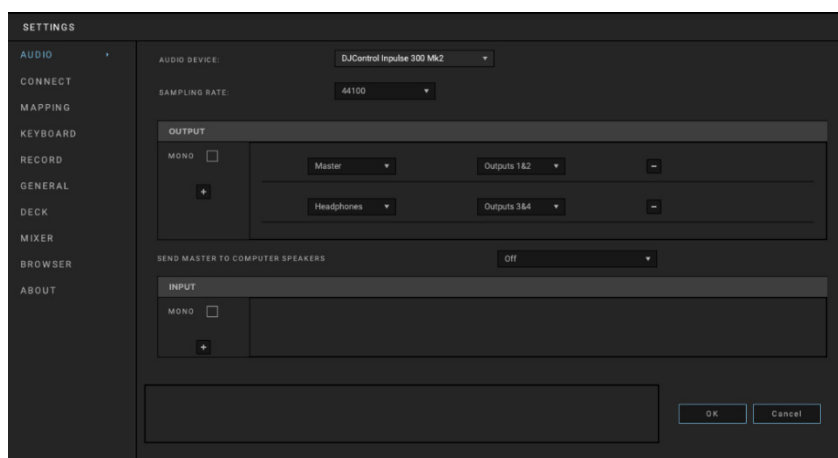 SETTINGS
AUDIO
CONNECT
MAPPING
KEYBOARD
RECORD
GENERAL
DECK
MIXER
BROWSER
ABOUT
AUDIO DEVICE: DJControl Inpulse 300 Mk2
SAMPLING RATE: 44100
OUTPUT
MONO
+
Master Outputs 1&2 −
Headphones Outputs 3&4 −
SEND MASTER TO COMPUTER SPEAKERS Off
INPUT
MONO
+
OK Cancel